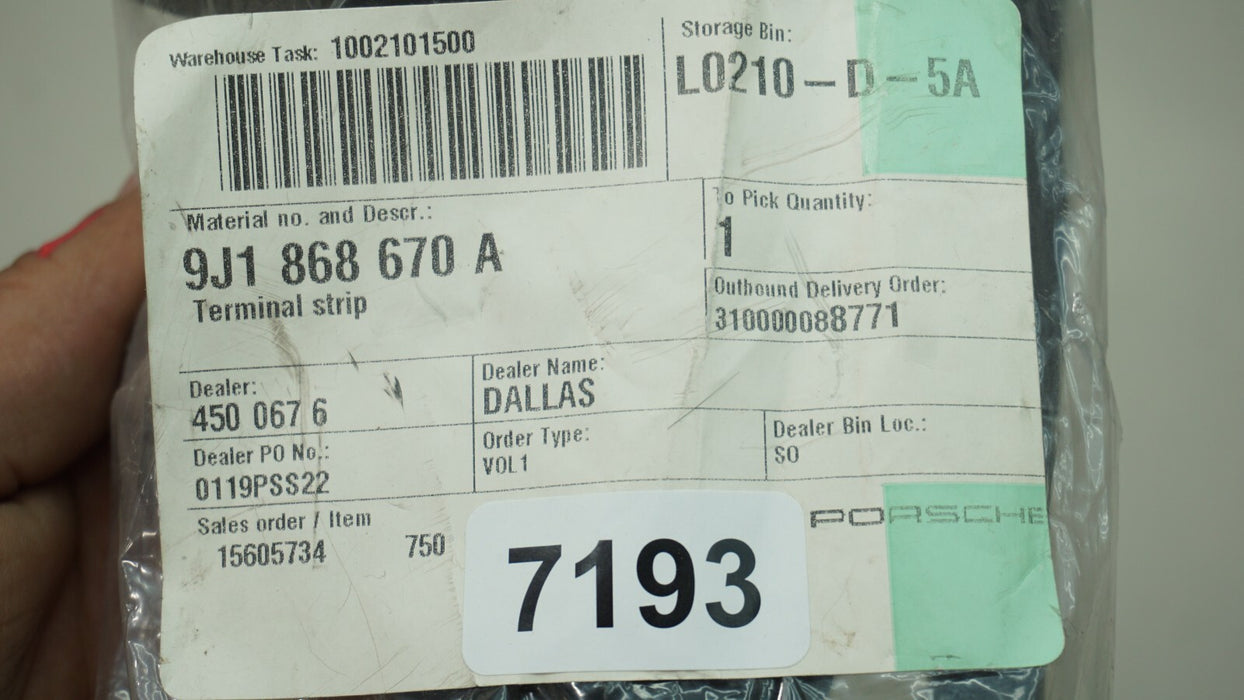 Warehouse Task: 1002101500
Storage Bin:
L0210-D-5A
Material no. and Descr.:
9J1 868 670 A
Terminal strip
To Pick Quantity:
1
Outbound Delivery Order:
310000088771
Dealer:
450 067 6
Dealer Name:
DALLAS
Dealer PO No.:
0119PSS22
Order Type:
VOL1
Dealer Bin Loc.:
SO
Sales order / Item
15605734 750
PORSCHE
7193